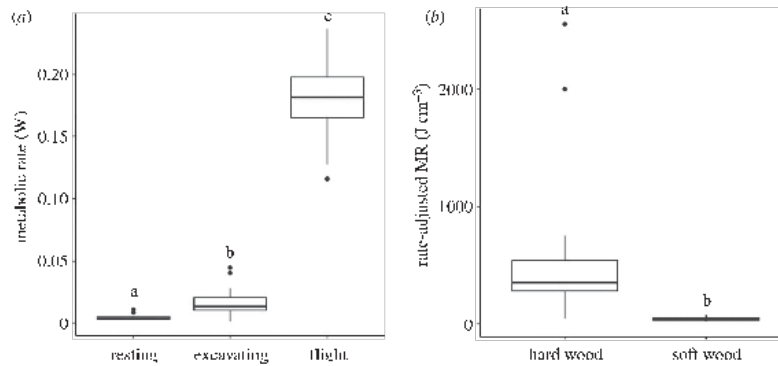 (a)
c
0.20
0.15
0.10
0.05
0
metabolic rate (W)
a
b
resting excavating flight
(b)
a
2000
1000
0
rate-adjusted MR (J cm⁻³)
b
hard wood soft wood